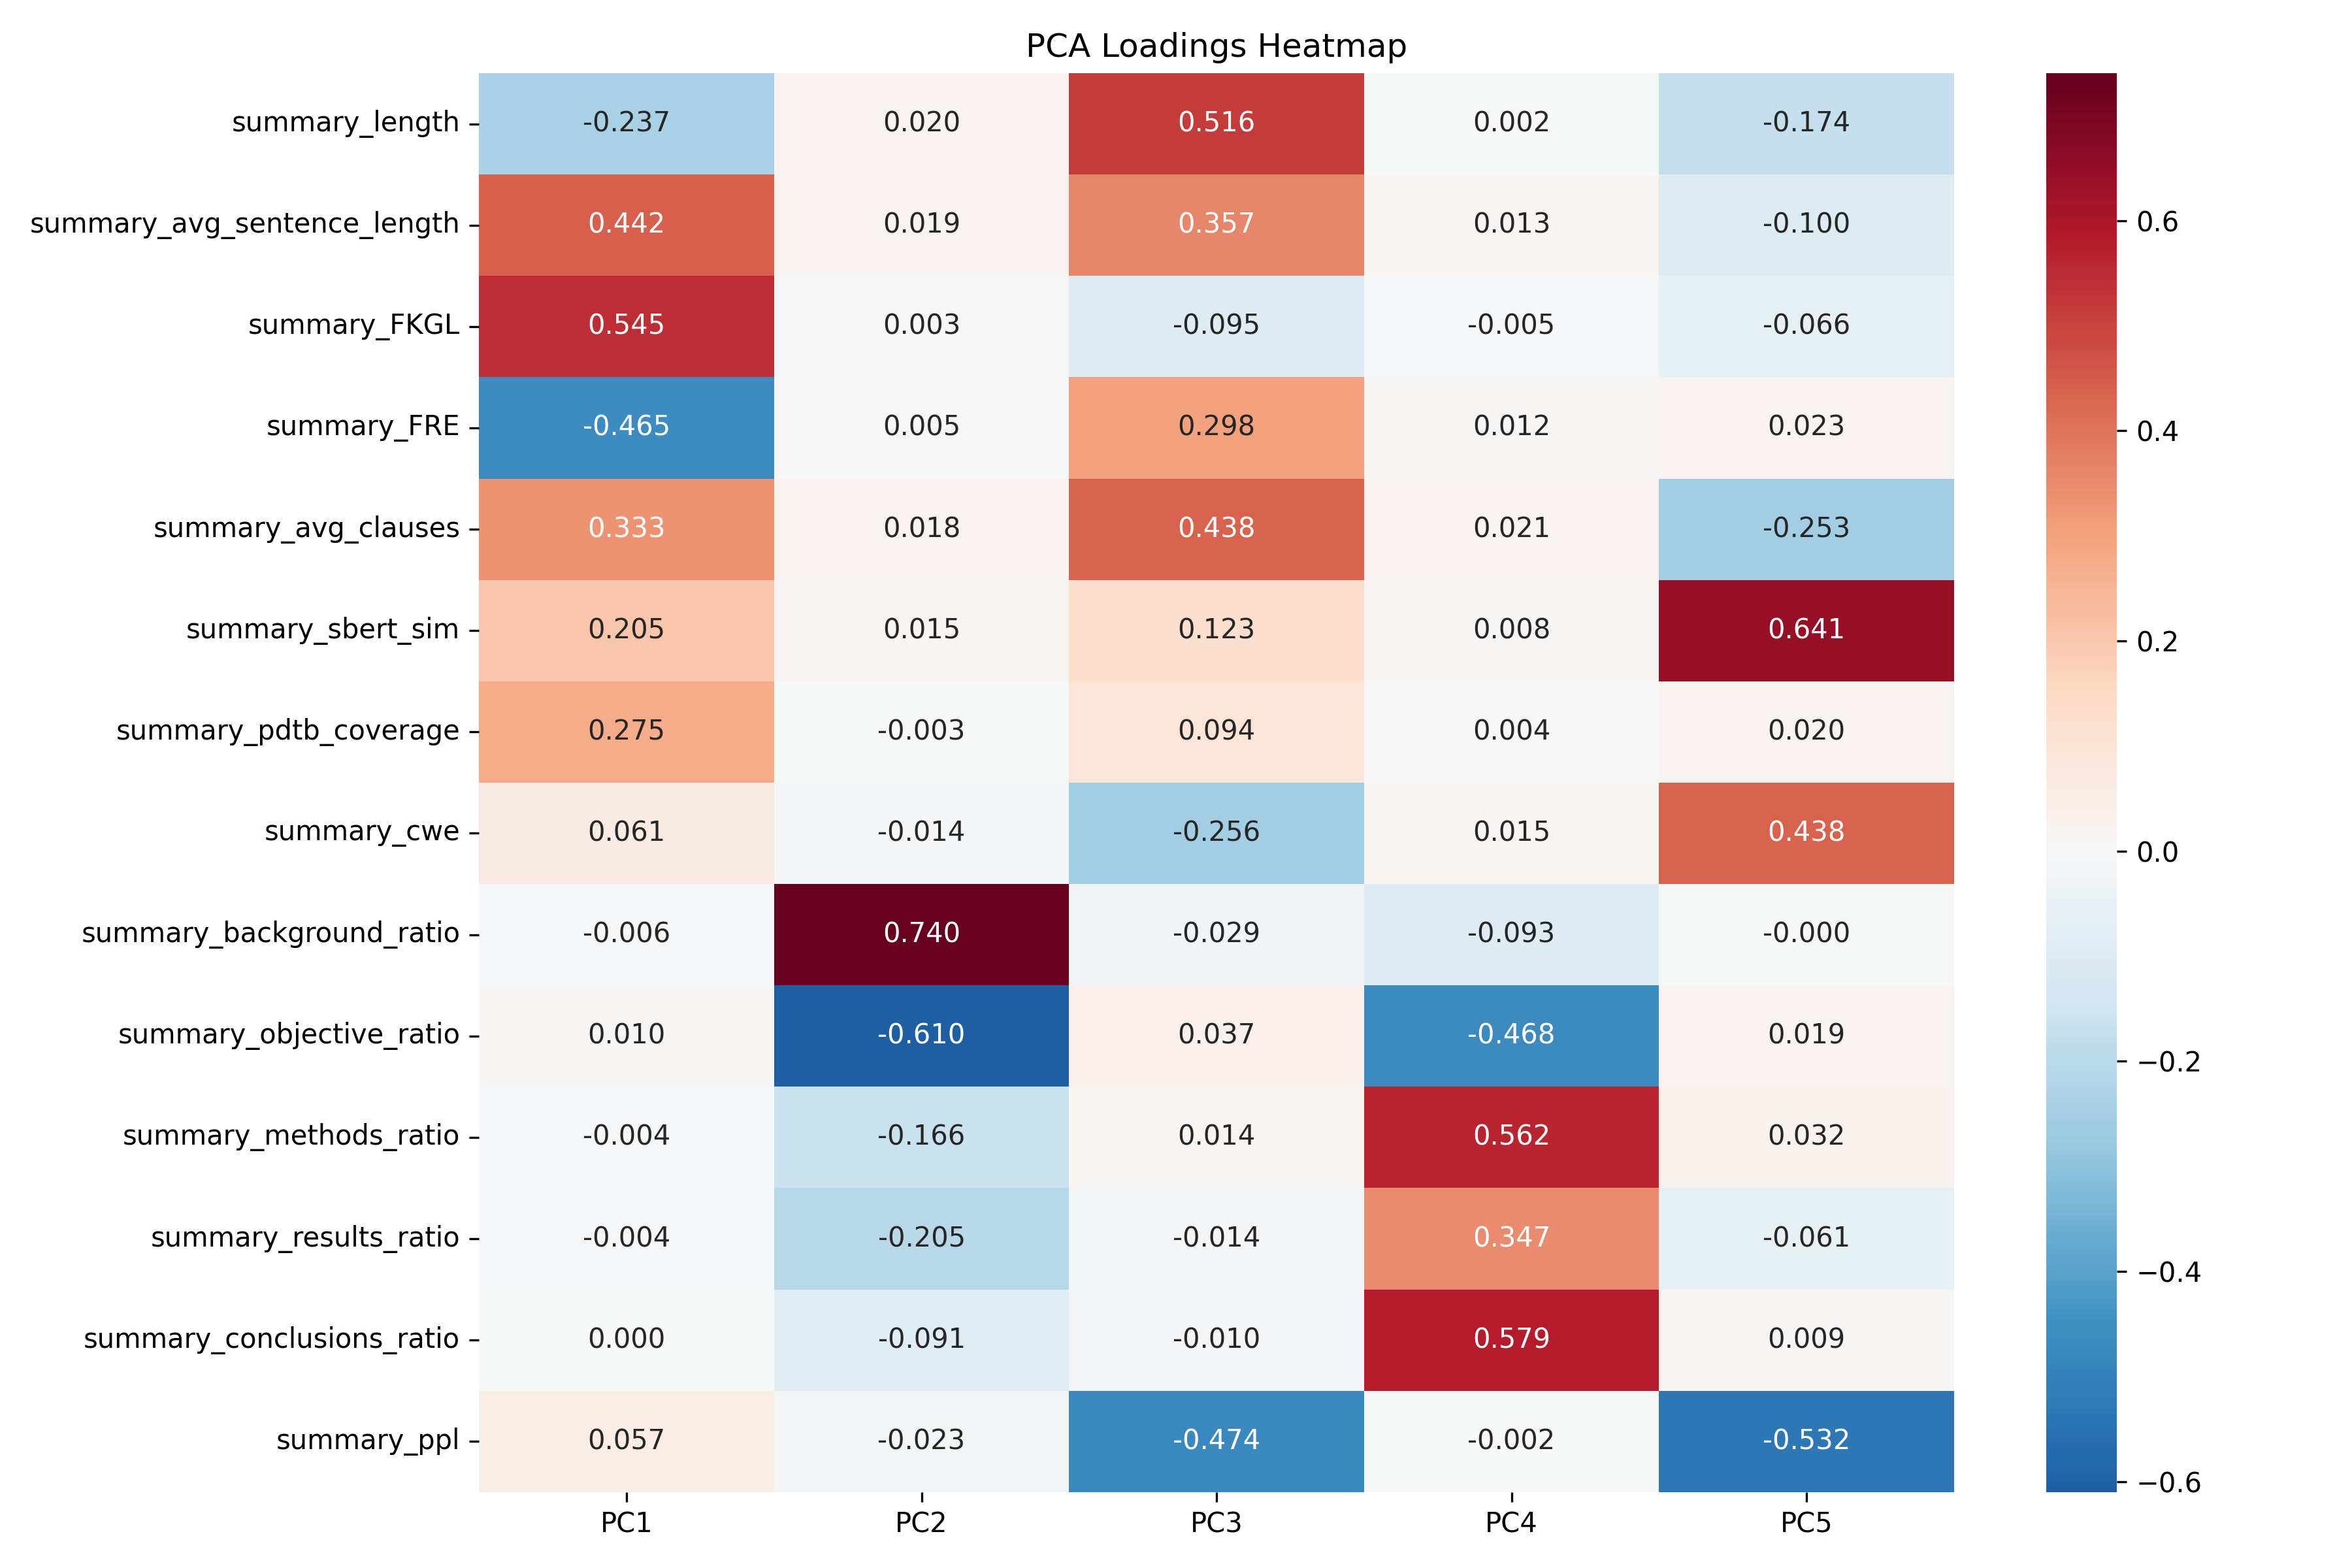 PCA Loadings Heatmap
summary_length -0.237 0.020 0.516 0.002 -0.174
summary_avg_sentence_length 0.442 0.019 0.357 0.013 -0.100
summary_FKGL 0.545 0.003 -0.095 -0.005 -0.066
summary_FRE -0.465 0.005 0.298 0.012 0.023
summary_avg_clauses 0.333 0.018 0.438 0.021 -0.253
summary_sbert_sim 0.205 0.015 0.123 0.008 0.641
summary_pdtb_coverage 0.275 -0.003 0.094 0.004 0.020
summary_cwe 0.061 -0.014 -0.256 0.015 0.438
summary_background_ratio -0.006 0.740 -0.029 -0.093 -0.000
summary_objective_ratio 0.010 -0.610 0.037 -0.468 0.019
summary_methods_ratio -0.004 -0.166 0.014 0.562 0.032
summary_results_ratio -0.004 -0.205 -0.014 0.347 -0.061
summary_conclusions_ratio 0.000 -0.091 -0.010 0.579 0.009
summary_ppl 0.057 -0.023 -0.474 -0.002 -0.532
PC1 PC2 PC3 PC4 PC5
0.6
0.4
0.2
0.0
−0.2
−0.4
−0.6